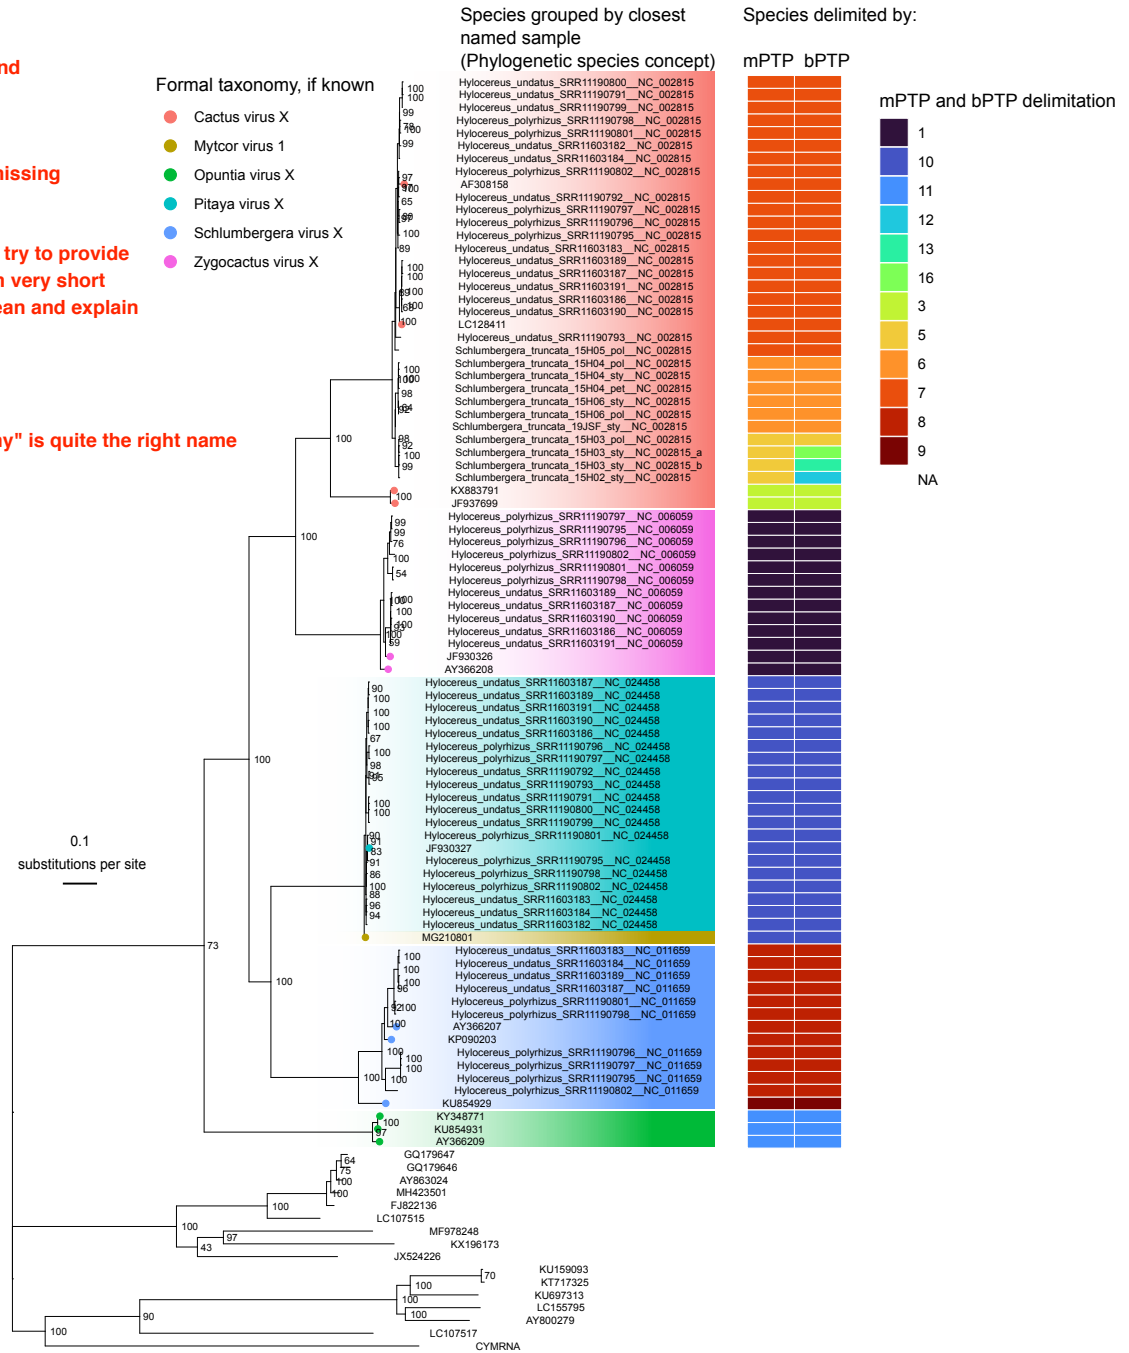 Species grouped by closest
named sample
(Phylogenetic species concept)
Species delimited by:
mPTP bPTP
nd
nissing
try to provide
n very short
ean and explain
ny" is quite the right name
Formal taxonomy, if known
Cactus virus X
Mytcor virus 1
Opuntia virus X
Pitaya virus X
Schlumbergera virus X
Zygocactus virus X
mPTP and bPTP delimitation
1
10
11
12
13
16
3
5
6
7
8
9
NA
0.1
substitutions per site
Hylocereus_undatus_SRR11190800__NC_002815
Hylocereus_undatus_SRR11190791__NC_002815
Hylocereus_undatus_SRR11190799__NC_002815
Hylocereus_polyrhizus_SRR11190798__NC_002815
Hylocereus_polyrhizus_SRR11190801__NC_002815
Hylocereus_undatus_SRR11603182__NC_002815
Hylocereus_undatus_SRR11603184__NC_002815
Hylocereus_polyrhizus_SRR11190802__NC_002815
AF308158
Hylocereus_undatus_SRR11190792__NC_002815
Hylocereus_polyrhizus_SRR11190797__NC_002815
Hylocereus_polyrhizus_SRR11190796__NC_002815
Hylocereus_polyrhizus_SRR11190795__NC_002815
Hylocereus_undatus_SRR11603183__NC_002815
Hylocereus_undatus_SRR11603189__NC_002815
Hylocereus_undatus_SRR11603187__NC_002815
Hylocereus_undatus_SRR11603191__NC_002815
Hylocereus_undatus_SRR11603186__NC_002815
Hylocereus_undatus_SRR11603190__NC_002815
LC128411
Hylocereus_undatus_SRR11190793__NC_002815
Schlumbergera_truncata_15H05_pol__NC_002815
Schlumbergera_truncata_15H04_pol__NC_002815
Schlumbergera_truncata_15H04_sty__NC_002815
Schlumbergera_truncata_15H04_pet__NC_002815
Schlumbergera_truncata_15H06_sty__NC_002815
Schlumbergera_truncata_15H06_pol__NC_002815
Schlumbergera_truncata_19JSF_sty__NC_002815
Schlumbergera_truncata_15H03_pol__NC_002815
Schlumbergera_truncata_15H03_sty__NC_002815_a
Schlumbergera_truncata_15H03_sty__NC_002815_b
Schlumbergera_truncata_15H02_sty__NC_002815
KX883791
JF937699
Hylocereus_polyrhizus_SRR11190797__NC_006059
Hylocereus_polyrhizus_SRR11190795__NC_006059
Hylocereus_polyrhizus_SRR11190796__NC_006059
Hylocereus_polyrhizus_SRR11190802__NC_006059
Hylocereus_polyrhizus_SRR11190801__NC_006059
Hylocereus_polyrhizus_SRR11190798__NC_006059
Hylocereus_undatus_SRR11603189__NC_006059
Hylocereus_undatus_SRR11603187__NC_006059
Hylocereus_undatus_SRR11603190__NC_006059
Hylocereus_undatus_SRR11603186__NC_006059
Hylocereus_undatus_SRR11603191__NC_006059
JF930326
AY366208
Hylocereus_undatus_SRR11603187__NC_024458
Hylocereus_undatus_SRR11603189__NC_024458
Hylocereus_undatus_SRR11603191__NC_024458
Hylocereus_undatus_SRR11603190__NC_024458
Hylocereus_undatus_SRR11603186__NC_024458
Hylocereus_polyrhizus_SRR11190796__NC_024458
Hylocereus_polyrhizus_SRR11190797__NC_024458
Hylocereus_undatus_SRR11190792__NC_024458
Hylocereus_undatus_SRR11190793__NC_024458
Hylocereus_undatus_SRR11190791__NC_024458
Hylocereus_undatus_SRR11190800__NC_024458
Hylocereus_undatus_SRR11190799__NC_024458
Hylocereus_polyrhizus_SRR11190801__NC_024458
JF930327
Hylocereus_polyrhizus_SRR11190795__NC_024458
Hylocereus_polyrhizus_SRR11190798__NC_024458
Hylocereus_polyrhizus_SRR11190802__NC_024458
Hylocereus_undatus_SRR11603183__NC_024458
Hylocereus_undatus_SRR11603184__NC_024458
Hylocereus_undatus_SRR11603182__NC_024458
MG210801
Hylocereus_undatus_SRR11603183__NC_011659
Hylocereus_undatus_SRR11603184__NC_011659
Hylocereus_undatus_SRR11603189__NC_011659
Hylocereus_undatus_SRR11603187__NC_011659
Hylocereus_polyrhizus_SRR11190801__NC_011659
Hylocereus_polyrhizus_SRR11190798__NC_011659
AY366207
KP090203
Hylocereus_polyrhizus_SRR11190796__NC_011659
Hylocereus_polyrhizus_SRR11190797__NC_011659
Hylocereus_polyrhizus_SRR11190795__NC_011659
Hylocereus_polyrhizus_SRR11190802__NC_011659
KU854929
KY348771
KU854931
AY366209
GQ179647
GQ179646
AY863024
MH423501
FJ822136
LC107515
MF978248
KX196173
JX524226
KU159093
KT717325
KU697313
LC155795
AY800279
LC107517
CYMRNA